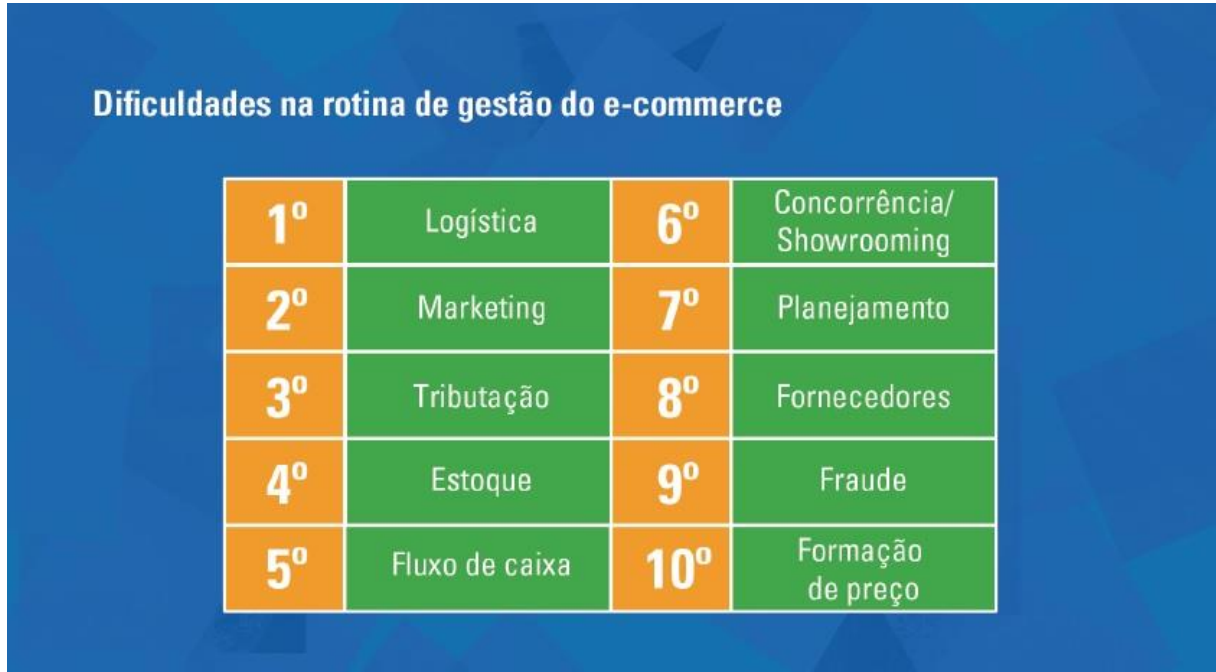 Dificuldades na rotina de gestão do e-commerce
1º Logística 6º Concorrência/
Showrooming
2º Marketing 7º Planejamento
3º Tributação 8º Fornecedores
4º Estoque 9º Fraude
5º Fluxo de caixa 10º Formação
de preço